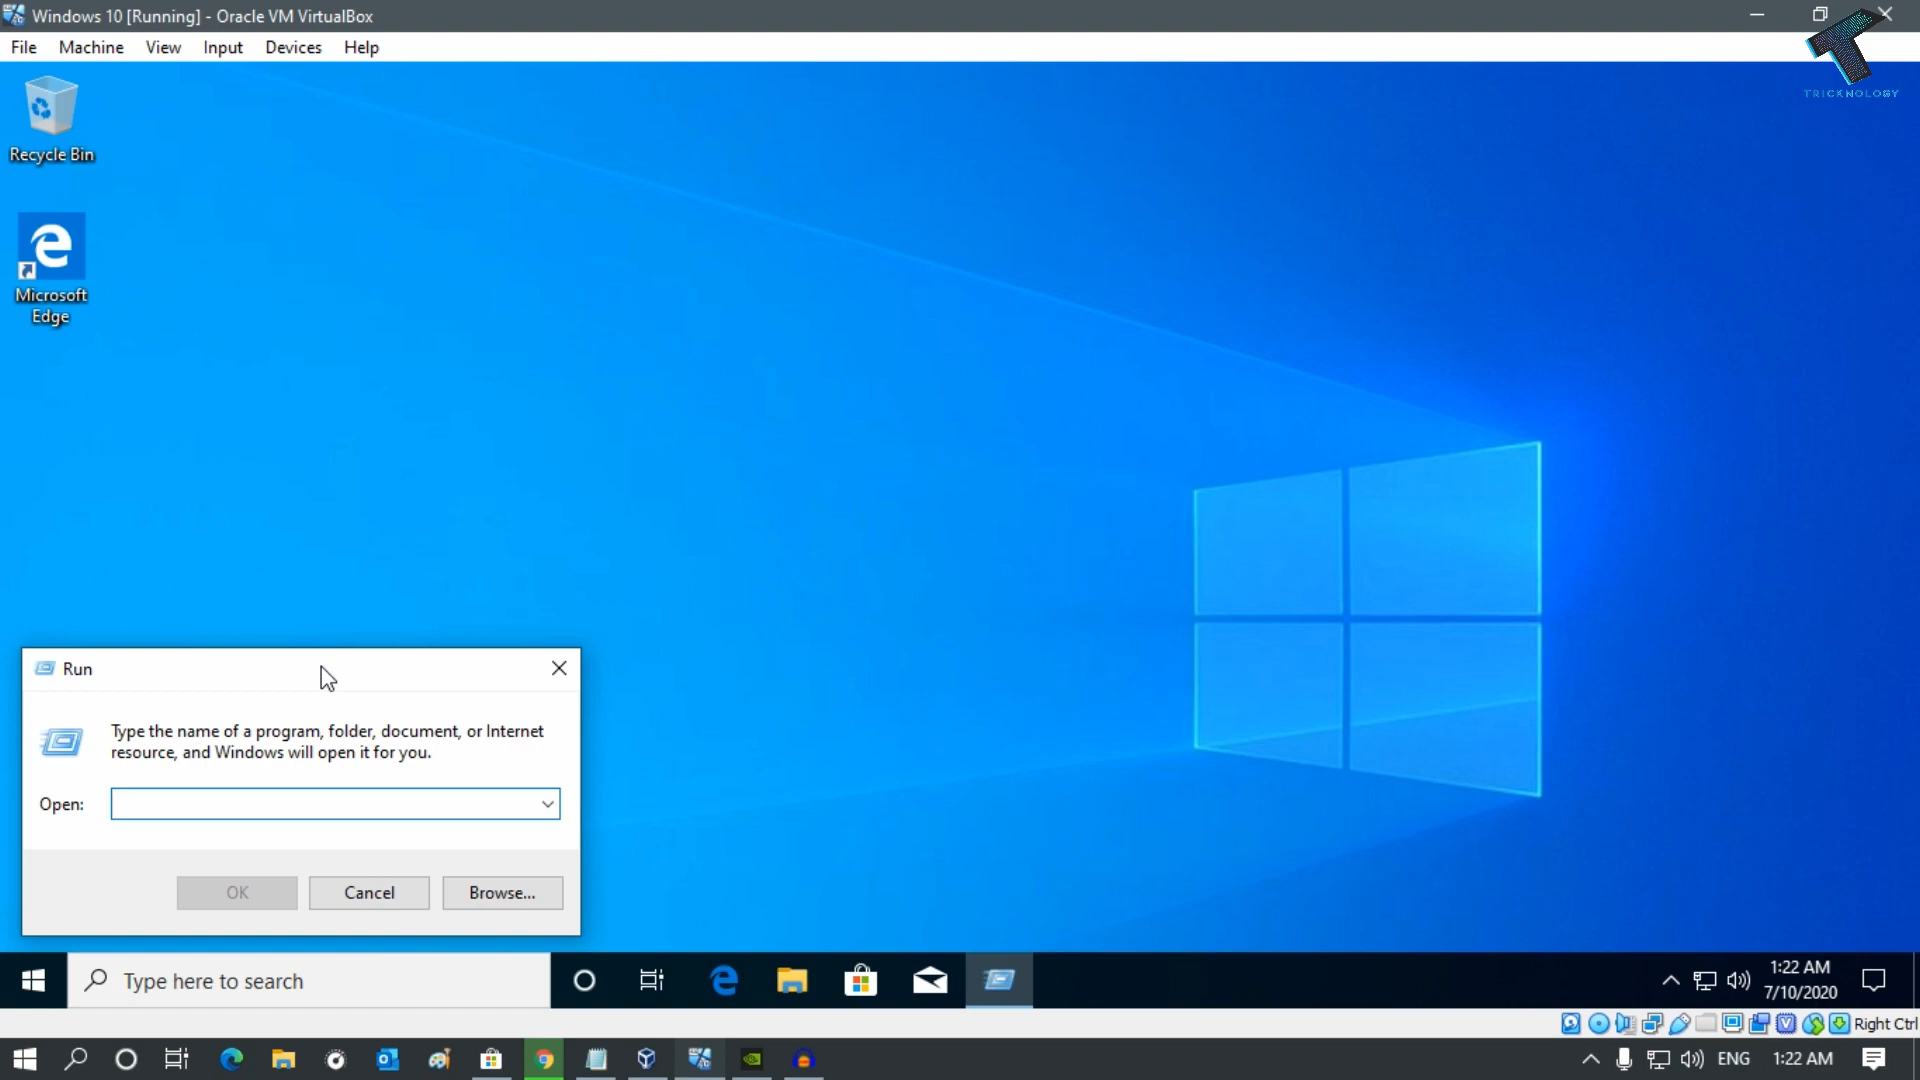 Windows 10 [Running] - Oracle VM VirtualBox
File Machine View Input Devices Help
TRICKNOLOGY
Recycle Bin
Microsoft
Edge
Run
Type the name of a program, folder, document, or Internet
resource, and Windows will open it for you.
Open:
OK Cancel Browse...
Type here to search
1:22 AM
7/10/2020
Right Ctrl
ENG 1:22 AM